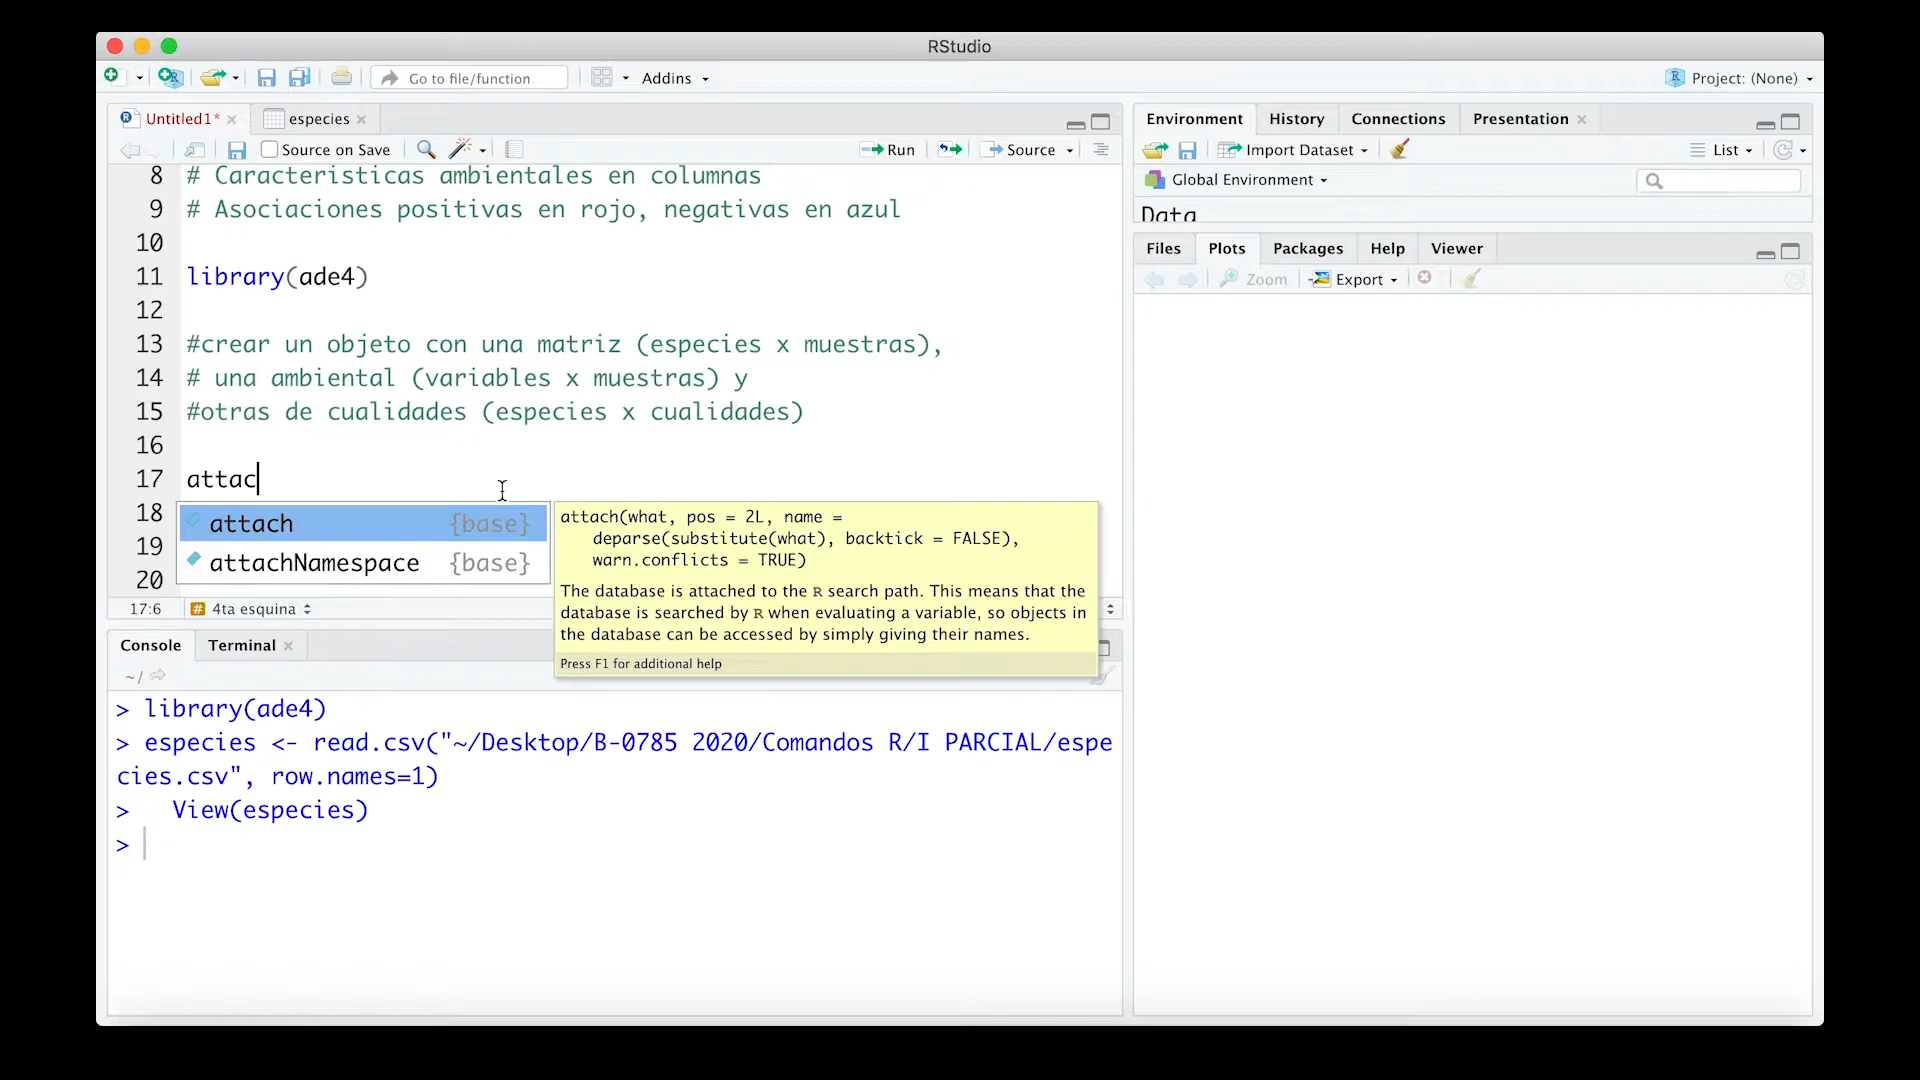 RStudio
Go to file/function
Addins
Project: (None)
Untitled1*
especies
Source on Save
Run
Source
8 # Caracteristicas ambientales en columnas
9 # Asociaciones positivas en rojo, negativas en azul
10
11 library(ade4)
12
13 #crear un objeto con una matriz (especies x muestras),
14 # una ambiental (variables x muestras) y
15 #otras de cualidades (especies x cualidades)
16
17 attac
18
19
20
attach {base}
attachNamespace {base}
attach(what, pos = 2L, name =
deparse(substitute(what), backtick = FALSE),
warn.conflicts = TRUE)
The database is attached to the R search path. This means that the
database is searched by R when evaluating a variable, so objects in
the database can be accessed by simply giving their names.
Press F1 for additional help
17:6 # 4ta esquina
Console
Terminal
~/
> library(ade4)
> especies <- read.csv("~/Desktop/B-0785 2020/Comandos R/I PARCIAL/espe
cies.csv", row.names=1)
> View(especies)
>
Environment
History
Connections
Presentation
Import Dataset
List
Global Environment
Data
Files
Plots
Packages
Help
Viewer
Zoom
Export